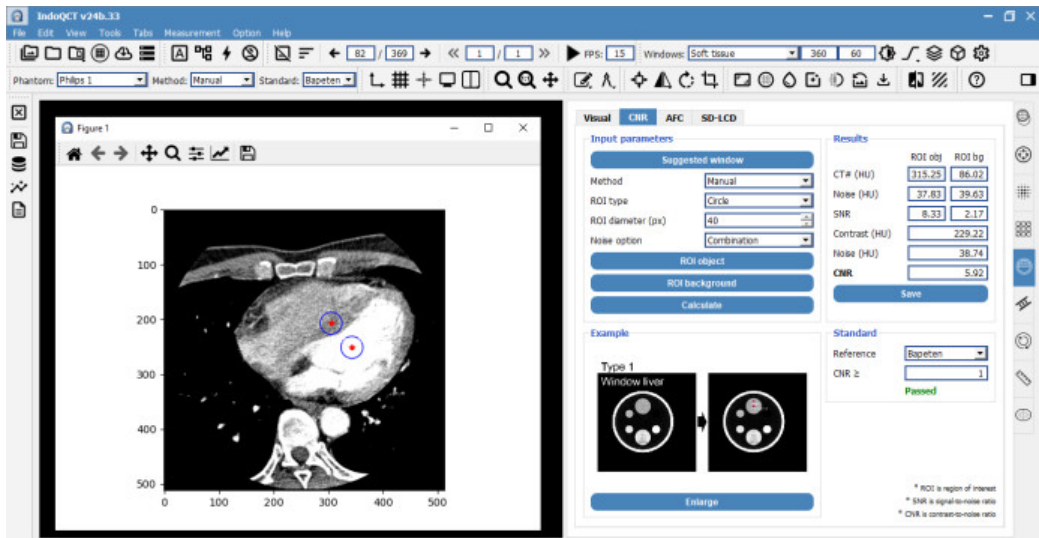 IndoQCT v24b.33
File Edit View Tools Tabs Measurement Option Help
82 / 369 1 / 1 FPS: 15 Windows: Soft tissue 360 60
Phantom: Philps 1 Method: Manual Standard: Bapeten
Figure 1
0
100
200
300
400
500
0 100 200 300 400 500
Visual CNR AFC SD-LCD
Input parameters
Suggested window
Method Manual
ROI type Circle
ROI diameter (px) 40
Noise option Combination
ROI object
ROI background
Calculate
Results
ROI obj ROI bg
CT# (HU) 315.25 86.02
Noise (HU) 37.83 39.63
SNR 8.33 2.17
Contrast (HU) 229.22
Noise (HU) 38.74
CNR 5.92
Save
Example
Type 1
Window liver
Enlarge
Standard
Reference Bapeten
CNR ≥ 1
Passed
* ROI is region of interest
* SNR is signal-to-noise ratio
* CNR is contrast-to-noise ratio